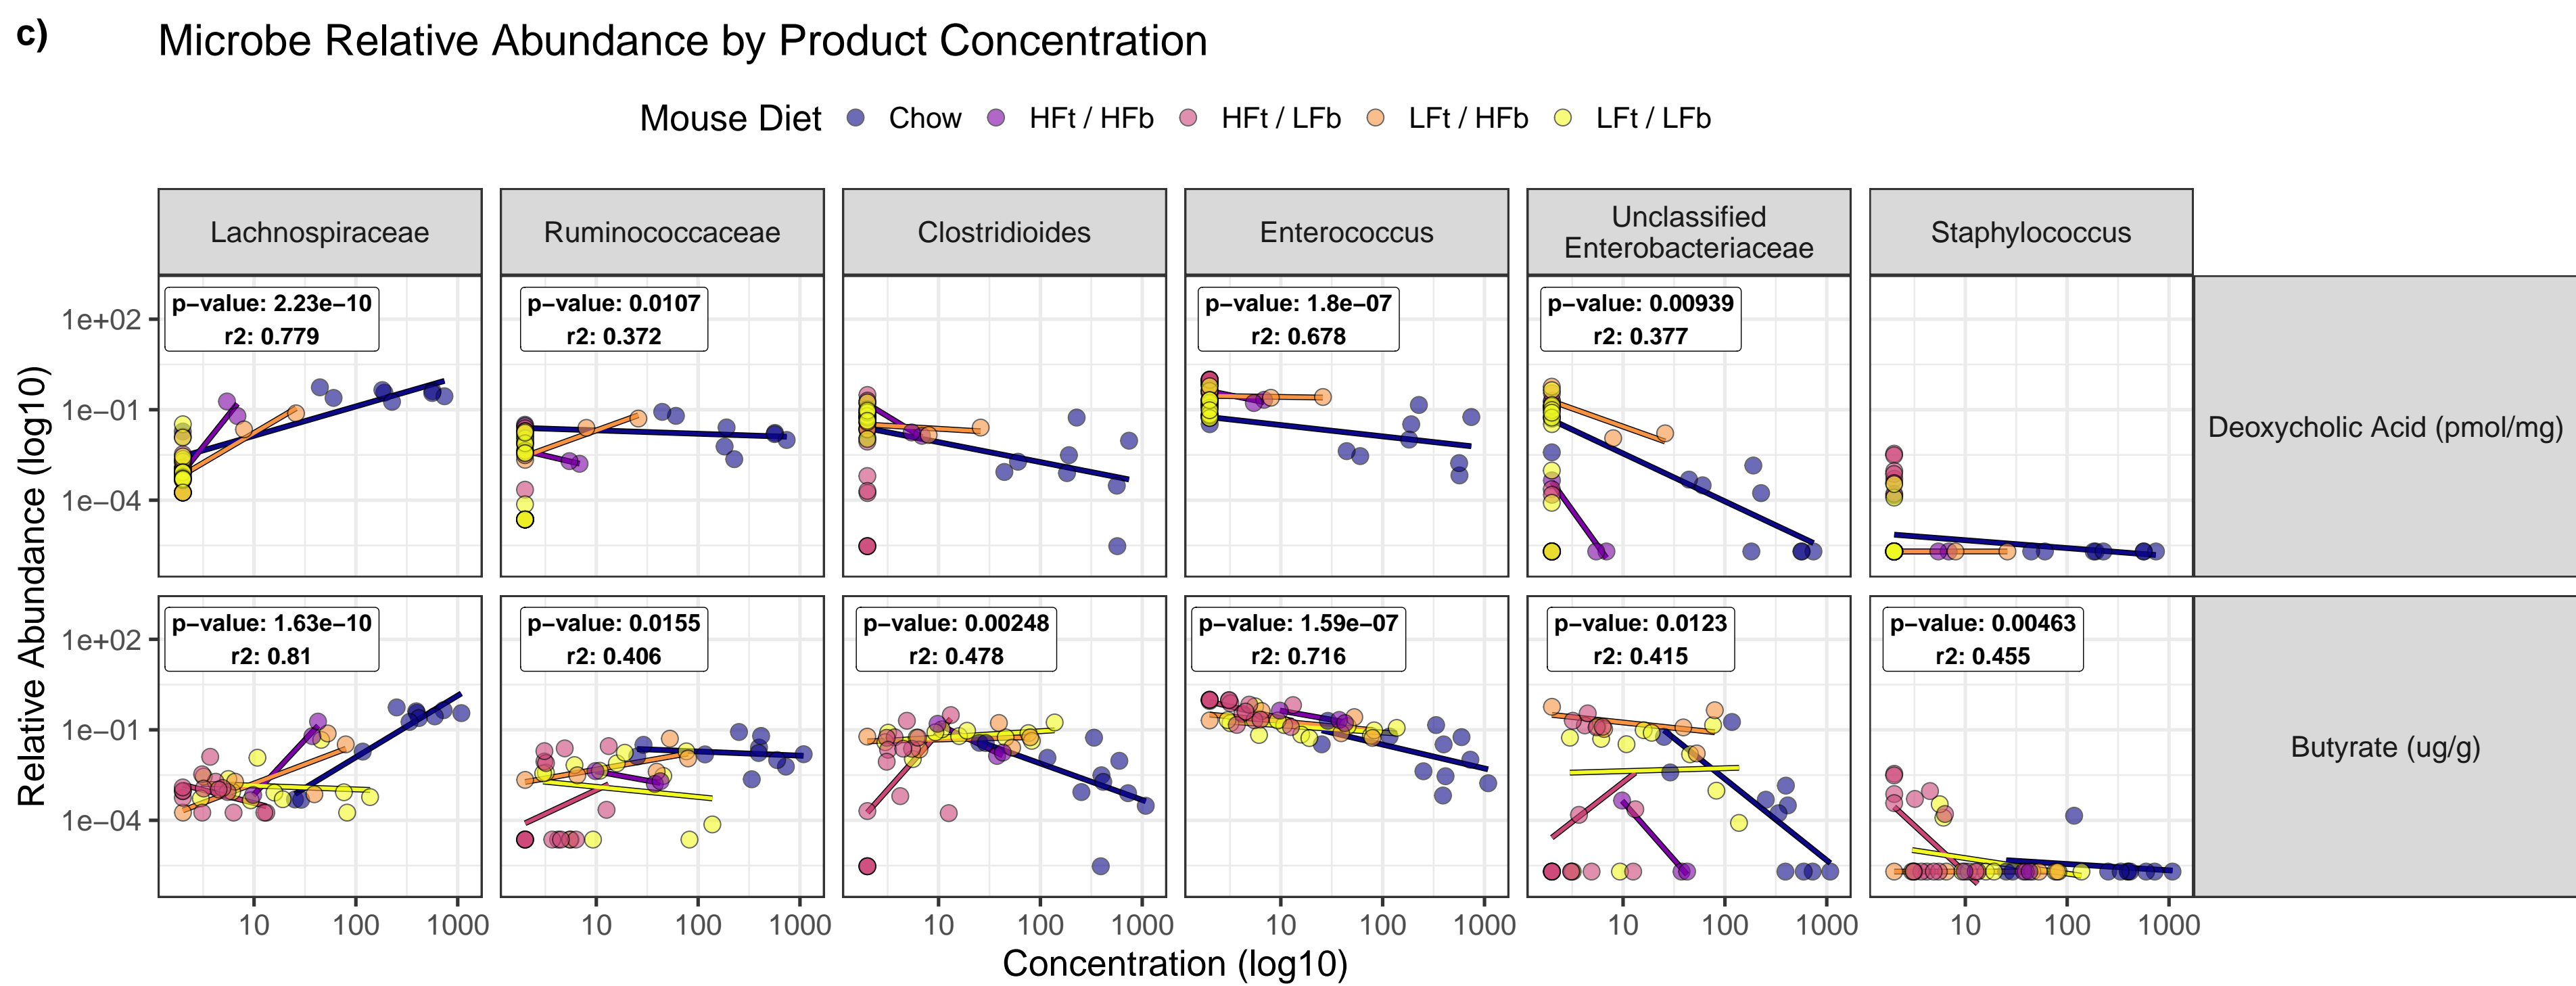 c)
Microbe Relative Abundance by Product Concentration
Mouse Diet Chow HFt / HFb HFt / LFb LFt / HFb LFt / LFb
Lachnospiraceae
Ruminococcaceae
Clostridioides
Enterococcus
Unclassified
Enterobacteriaceae
Staphylococcus
Relative Abundance (log10)
1e+02
1e−01
1e−04
p−value: 2.23e−10
r2: 0.779
p−value: 0.0107
r2: 0.372
p−value: 1.8e−07
r2: 0.678
p−value: 0.00939
r2: 0.377
Deoxycholic Acid (pmol/mg)
1e+02
1e−01
1e−04
p−value: 1.63e−10
r2: 0.81
p−value: 0.0155
r2: 0.406
p−value: 0.00248
r2: 0.478
p−value: 1.59e−07
r2: 0.716
p−value: 0.0123
r2: 0.415
p−value: 0.00463
r2: 0.455
Butyrate (ug/g)
10 100 1000 10 100 1000 10 100 1000 10 100 1000 10 100 1000 10 100 1000
Concentration (log10)